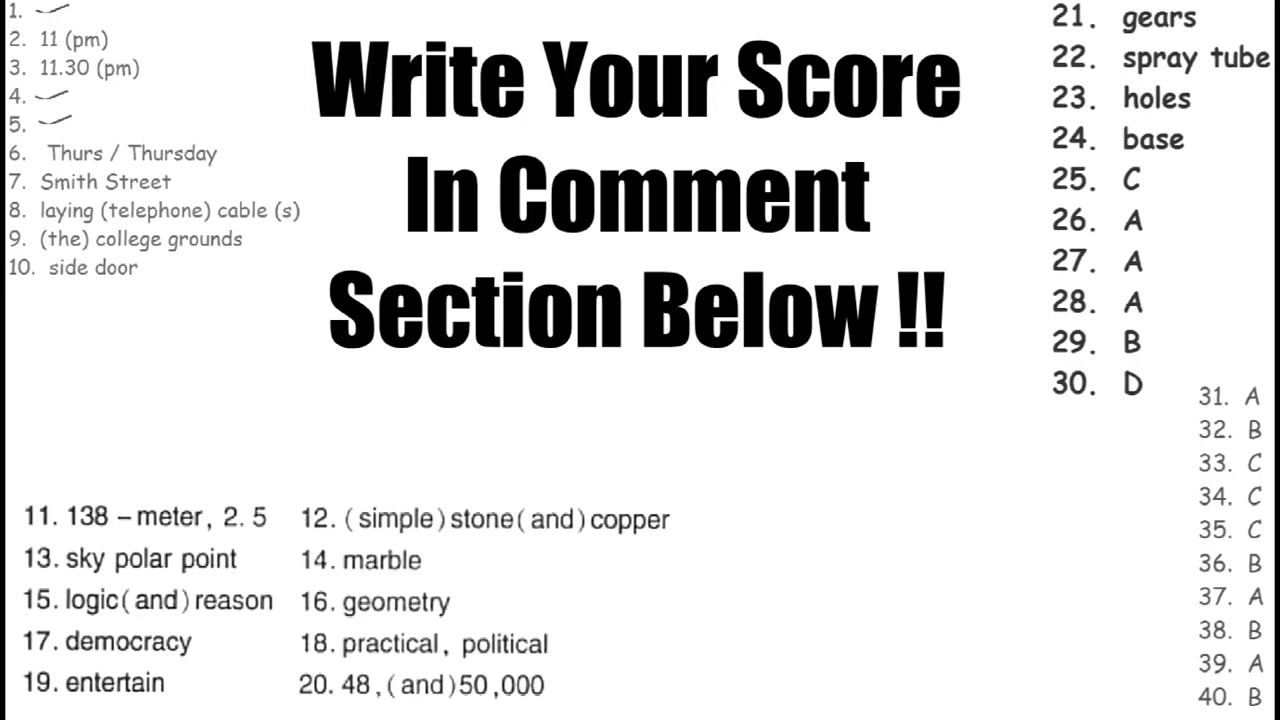 1. ✓
2. 11 (pm)
3. 11.30 (pm)
4. ✓
5. ✓
6. Thurs / Thursday
7. Smith Street
8. laying (telephone) cable (s)
9. (the) college grounds
10. side door
Write Your Score
In Comment
Section Below !!
11. 138 – meter, 2. 5
12. (simple) stone (and) copper
13. sky polar point
14. marble
15. logic (and) reason
16. geometry
17. democracy
18. practical, political
19. entertain
20. 48, (and) 50,000
21. gears
22. spray tube
23. holes
24. base
25. C
26. A
27. A
28. A
29. B
30. D
31. A
32. B
33. C
34. C
35. C
36. B
37. A
38. B
39. A
40. B